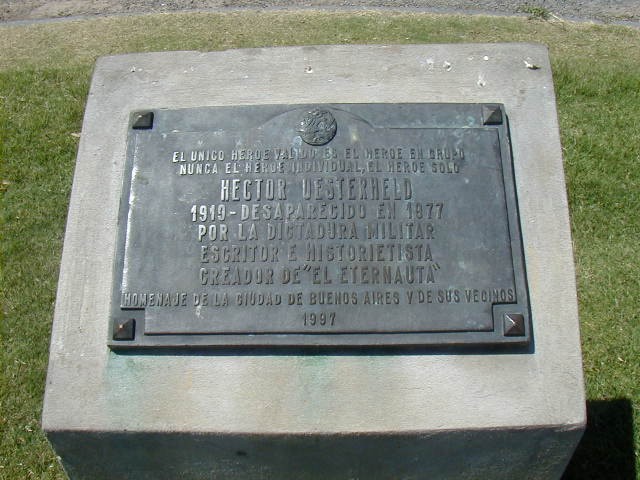 EL UNICO HEROE VALIDO ES EL HEROE EN GRUPO
NUNCA EL HEROE INDIVIDUAL, EL HEROE SOLO
HECTOR OESTERHELD
1919 - DESAPARECIDO EN 1977
POR LA DICTADURA MILITAR
ESCRITOR E HISTORIETISTA
CREADOR DE "EL ETERNAUTA"
HOMENAJE DE LA CIUDAD DE BUENOS AIRES Y DE SUS VECINOS
1997